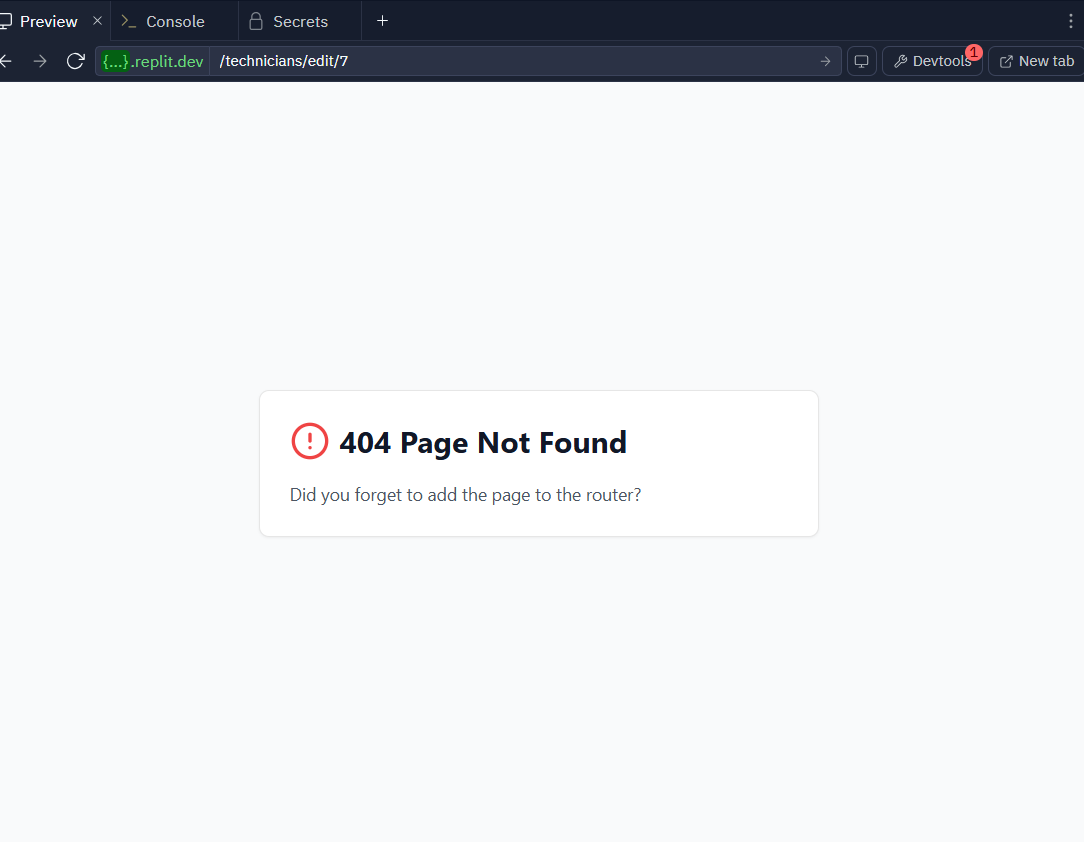 Preview × >_ Console Secrets +
{...}.replit.dev /technicians/edit/7 Devtools 1 New tab
404 Page Not Found
Did you forget to add the page to the router?